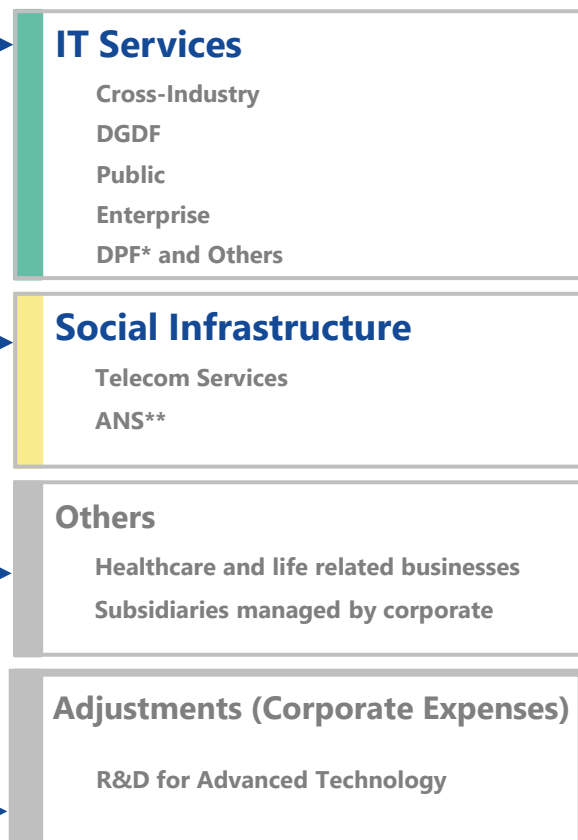 IT Services
Cross-Industry
DGDF
Public
Enterprise
DPF* and Others
Social Infrastructure
Telecom Services
ANS**
Others
Healthcare and life related businesses
Subsidiaries managed by corporate
Adjustments (Corporate Expenses)
R&D for Advanced Technology